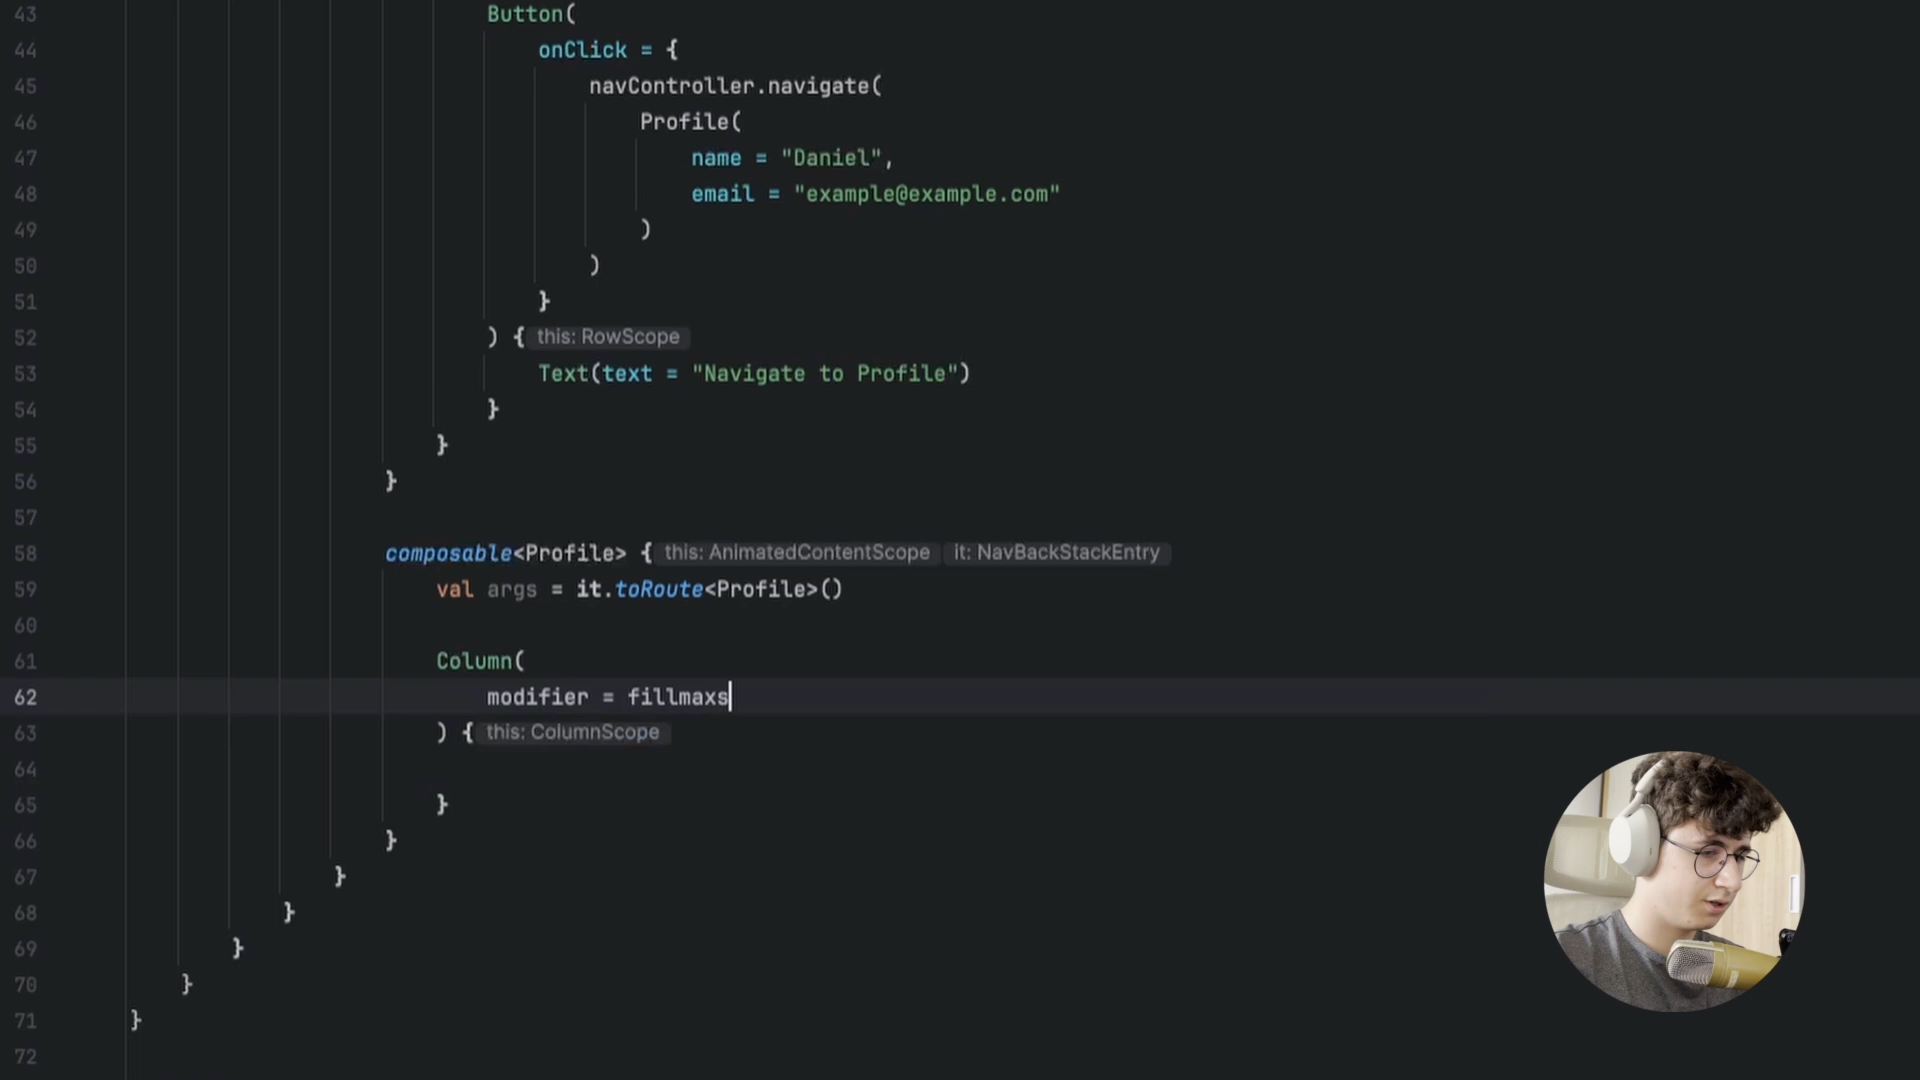 43 Button(
44 onClick = {
45 navController.navigate(
46 Profile(
47 name = "Daniel",
48 email = "example@example.com"
49 )
50 )
51 }
52 ) { this: RowScope
53 Text(text = "Navigate to Profile")
54 }
55 }
56 }
57
58 composable<Profile> { this: AnimatedContentScope it: NavBackStackEntry
59 val args = it.toRoute<Profile>()
60
61 Column(
62 modifier = fillmaxs
63 ) { this: ColumnScope
64
65 }
66 }
67 }
68 }
69 }
70 }
71 }
72